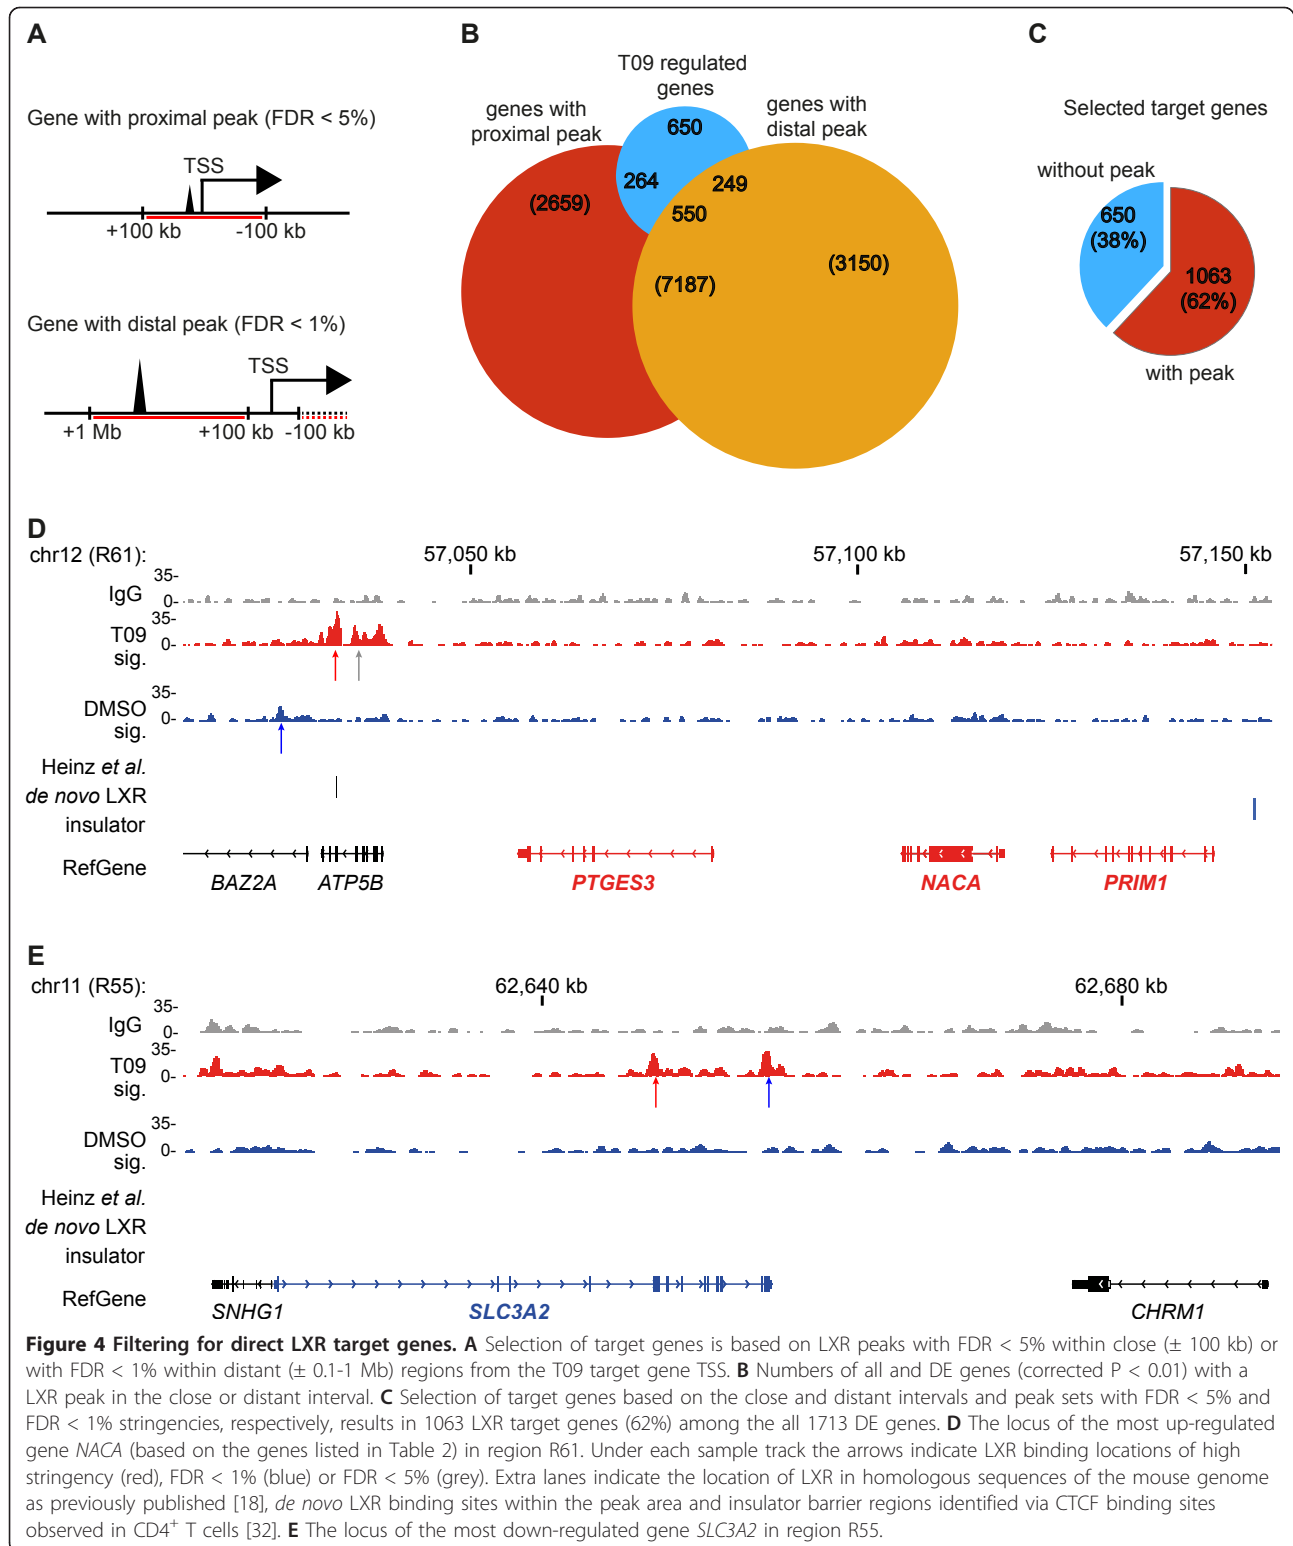 A
Gene with proximal peak (FDR < 5%)
TSS
+100 kb
-100 kb
Gene with distal peak (FDR < 1%)
TSS
+1 Mb
+100 kb
-100 kb
B
T09 regulated
genes
genes with
proximal peak
genes with
distal peak
650
264
249
550
(2659)
(7187)
(3150)
C
Selected target genes
without peak
650
(38%)
1063
(62%)
with peak
D
chr12 (R61):
57,050 kb
57,100 kb
57,150 kb
IgG
35-
0-
T09
sig.
35-
0-
DMSO
sig.
35-
0-
Heinz et al.
de novo LXR
insulator
RefGene
BAZ2A
ATP5B
PTGES3
NACA
PRIM1
E
chr11 (R55):
62,640 kb
62,680 kb
IgG
35-
0-
T09
sig.
35-
0-
DMSO
sig.
35-
0-
Heinz et al.
de novo LXR
insulator
RefGene
SNHG1
SLC3A2
CHRM1
Figure 4 Filtering for direct LXR target genes. A Selection of target genes is based on LXR peaks with FDR < 5% within close (± 100 kb) or
with FDR < 1% within distant (± 0.1-1 Mb) regions from the T09 target gene TSS. B Numbers of all and DE genes (corrected P < 0.01) with a
LXR peak in the close or distant interval. C Selection of target genes based on the close and distant intervals and peak sets with FDR < 5% and
FDR < 1% stringencies, respectively, results in 1063 LXR target genes (62%) among the all 1713 DE genes. D The locus of the most up-regulated
gene NACA (based on the genes listed in Table 2) in region R61. Under each sample track the arrows indicate LXR binding locations of high
stringency (red), FDR < 1% (blue) or FDR < 5% (grey). Extra lanes indicate the location of LXR in homologous sequences of the mouse genome
as previously published [18], de novo LXR binding sites within the peak area and insulator barrier regions identified via CTCF binding sites
observed in CD4+ T cells [32]. E The locus of the most down-regulated gene SLC3A2 in region R55.